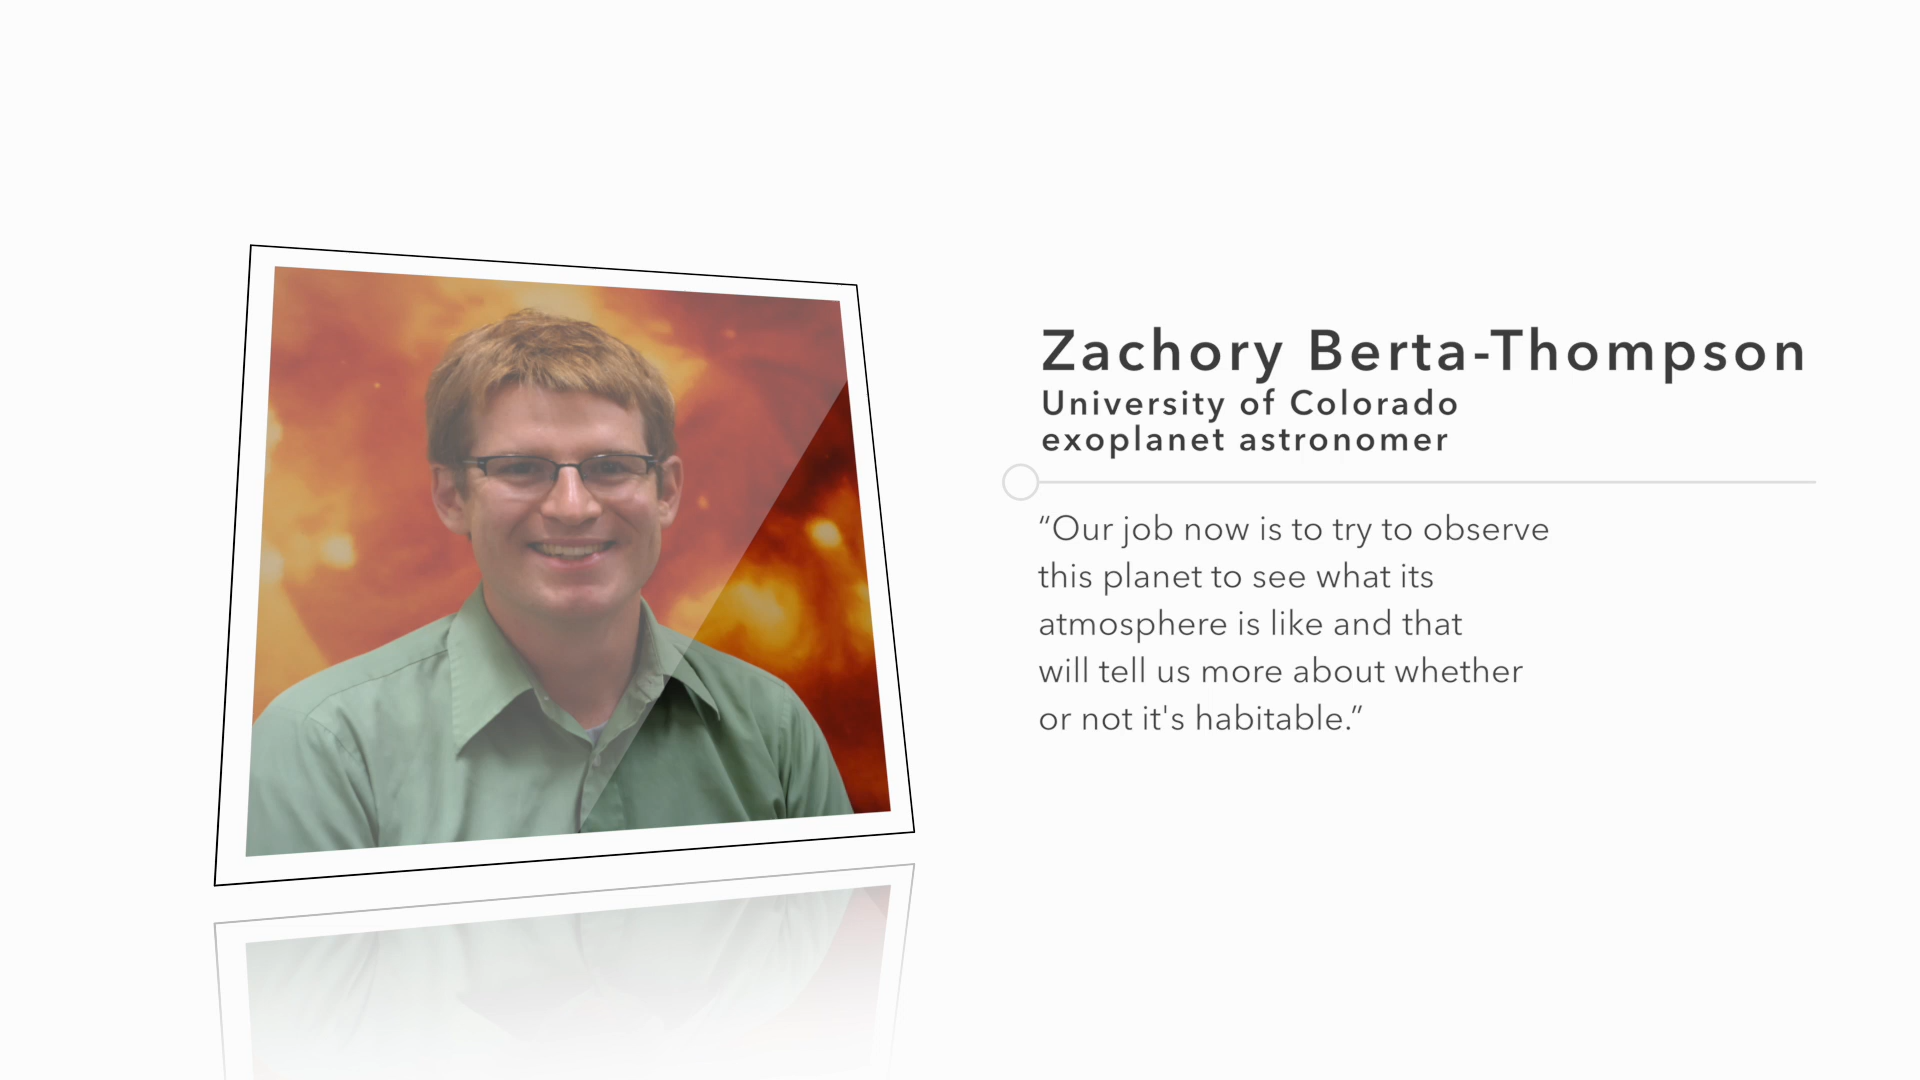 Zachory Berta-Thompson
University of Colorado
exoplanet astronomer
“Our job now is to try to observe
this planet to see what its
atmosphere is like and that
will tell us more about whether
or not it's habitable.”